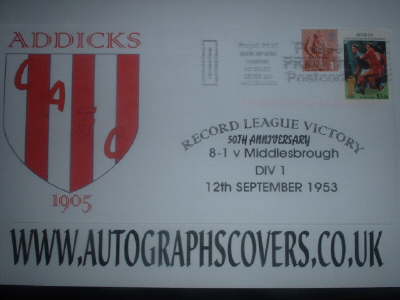 ADDICKS
CAFC
1905
RECORD LEAGUE VICTORY
50TH ANNIVERSARY
8-1 v Middlesbrough
DIV 1
12th SEPTEMBER 1953
WWW.AUTOGRAPHSCOVERS.CO.UK